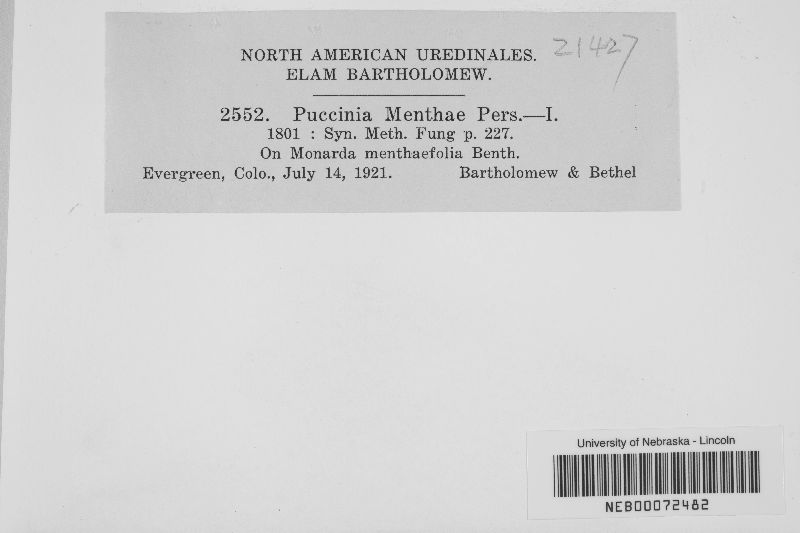 NORTH AMERICAN UREDINALES. 21427
ELAM BARTHOLOMEW.
2552. Puccinia Menthae Pers.—I.
1801 : Syn. Meth. Fung p. 227.
On Monarda menthaefolia Benth.
Evergreen, Colo., July 14, 1921. Bartholomew & Bethel
University of Nebraska - Lincoln
NEB00072482